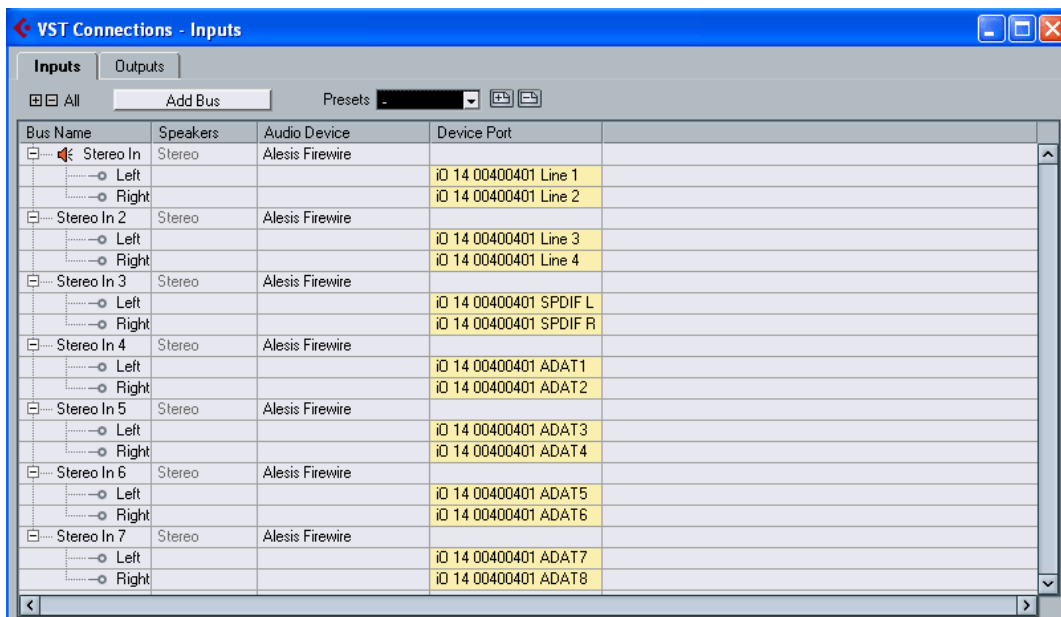 VST Connections - Inputs
Inputs Outputs
All Add Bus Presets -
Bus Name Speakers Audio Device Device Port
Stereo In Stereo Alesis Firewire
Left iO 14 00400401 Line 1
Right iO 14 00400401 Line 2
Stereo In 2 Stereo Alesis Firewire
Left iO 14 00400401 Line 3
Right iO 14 00400401 Line 4
Stereo In 3 Stereo Alesis Firewire
Left iO 14 00400401 SPDIF L
Right iO 14 00400401 SPDIF R
Stereo In 4 Stereo Alesis Firewire
Left iO 14 00400401 ADAT1
Right iO 14 00400401 ADAT2
Stereo In 5 Stereo Alesis Firewire
Left iO 14 00400401 ADAT3
Right iO 14 00400401 ADAT4
Stereo In 6 Stereo Alesis Firewire
Left iO 14 00400401 ADAT5
Right iO 14 00400401 ADAT6
Stereo In 7 Stereo Alesis Firewire
Left iO 14 00400401 ADAT7
Right iO 14 00400401 ADAT8